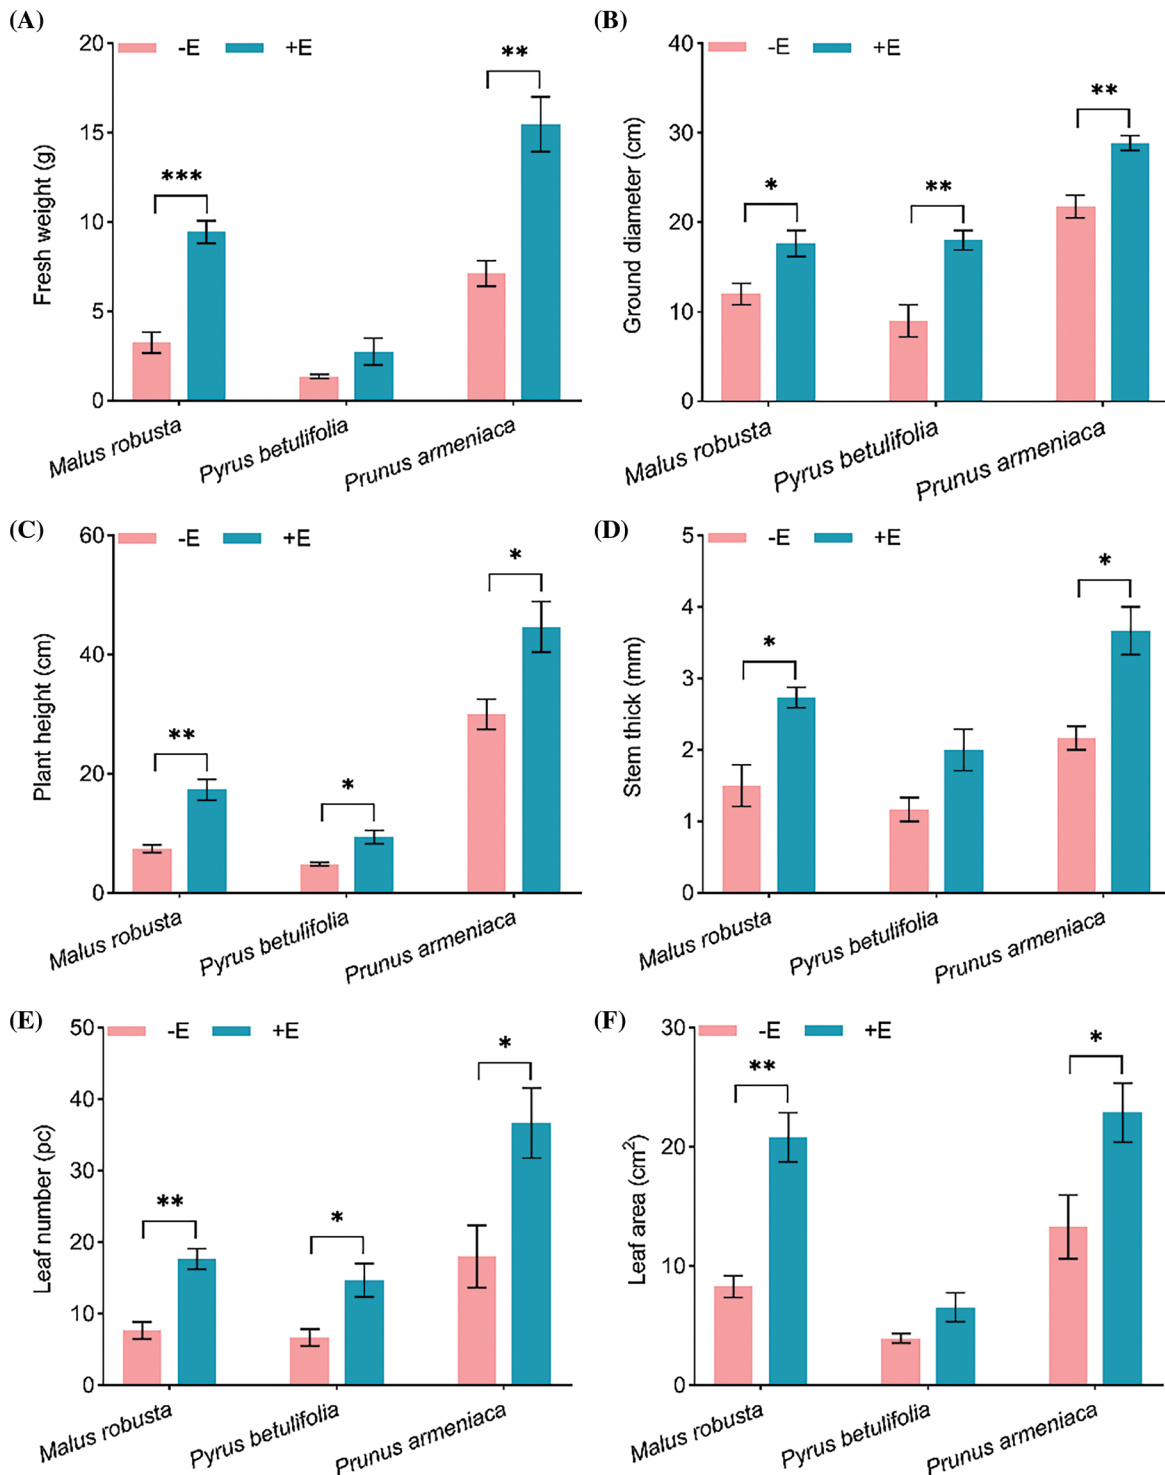 (A)
-E +E
Fresh weight (g)
20
15
10
5
0
***
**
Malus robusta
Pyrus betulifolia
Prunus armeniaca
(B)
-E +E
Ground diameter (cm)
40
30
20
10
0
*
**
**
Malus robusta
Pyrus betulifolia
Prunus armeniaca
(C)
-E +E
Plant height (cm)
60
40
20
0
**
*
*
Malus robusta
Pyrus betulifolia
Prunus armeniaca
(D)
-E +E
Stem thick (mm)
5
4
3
2
1
0
*
*
Malus robusta
Pyrus betulifolia
Prunus armeniaca
(E)
-E +E
Leaf number (pc)
50
40
30
20
10
0
**
*
*
Malus robusta
Pyrus betulifolia
Prunus armeniaca
(F)
-E +E
Leaf area (cm²)
30
20
10
0
**
*
Malus robusta
Pyrus betulifolia
Prunus armeniaca